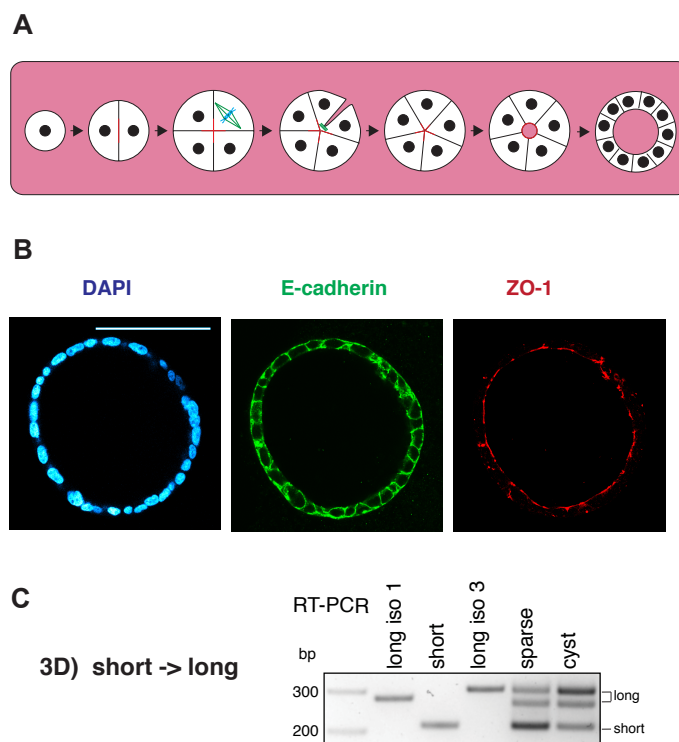 A
B
DAPI E-cadherin ZO-1
C
RT-PCR long iso 1 short long iso 3 sparse cyst
3D) short -> long
bp
300
200
long
short